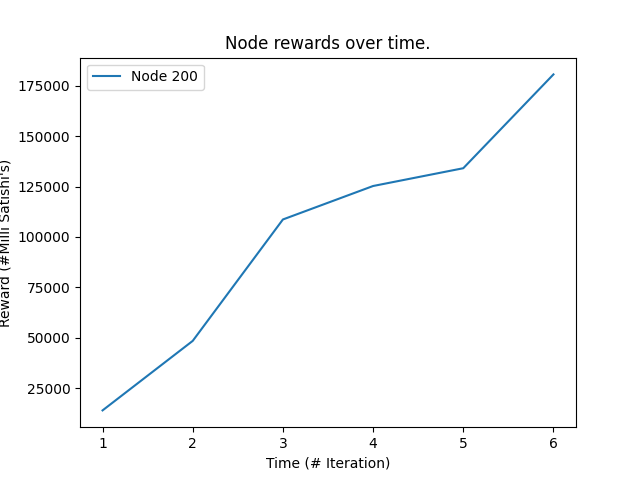 Node rewards over time.
Node 200
175000
150000
125000
100000
75000
50000
25000
Reward (#Milli Satishi's)
1 2 3 4 5 6
Time (# Iteration)